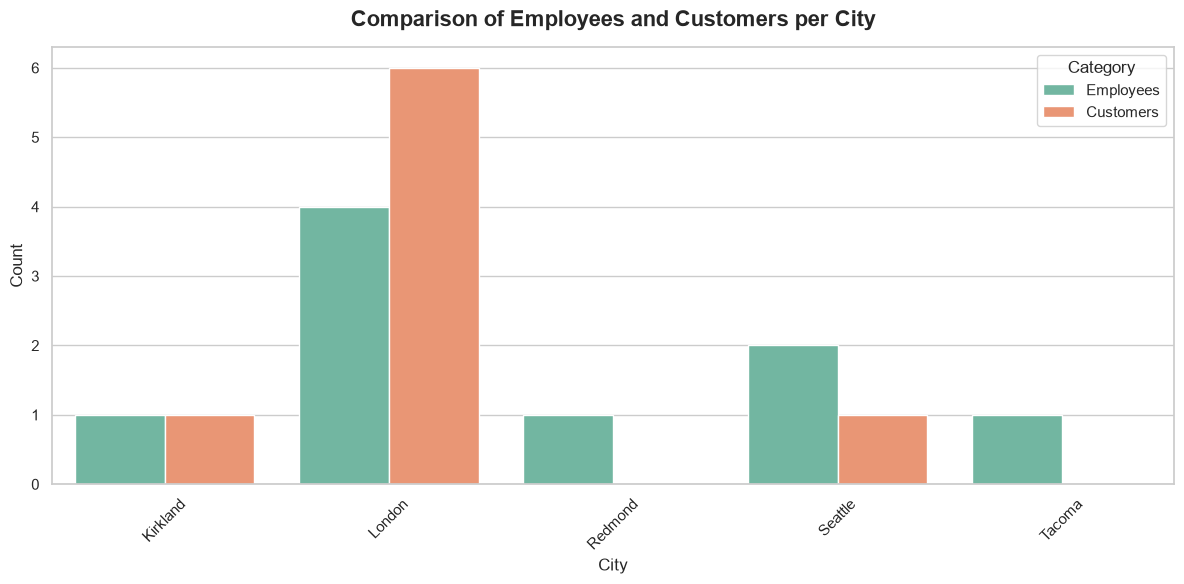 Comparison of Employees and Customers per City
Category
Employees
Customers
Count
6
5
4
3
2
1
0
Kirkland
London
Redmond
Seattle
Tacoma
City